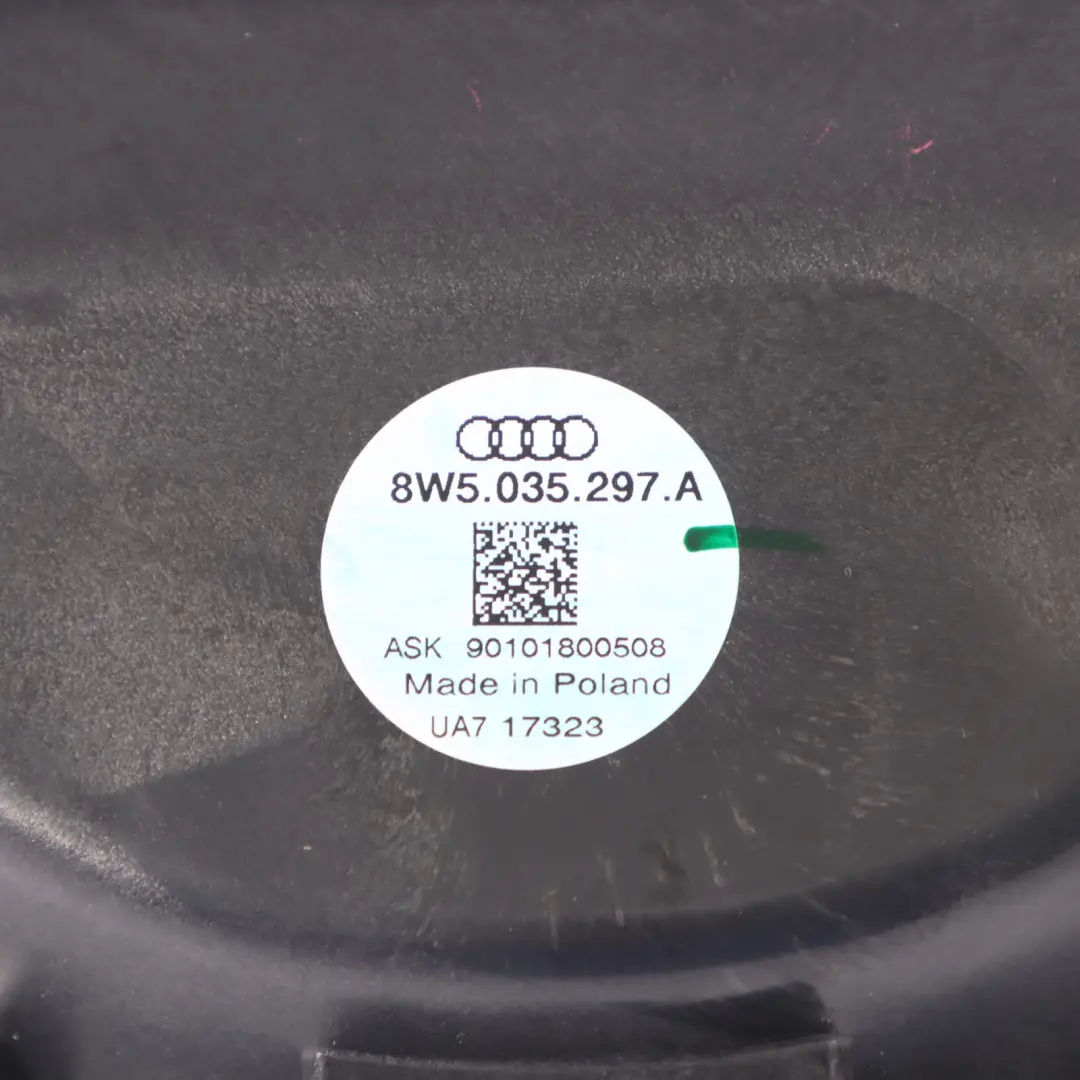 8W5.035.297.A
ASK 90101800508
Made in Poland
UA7 17323